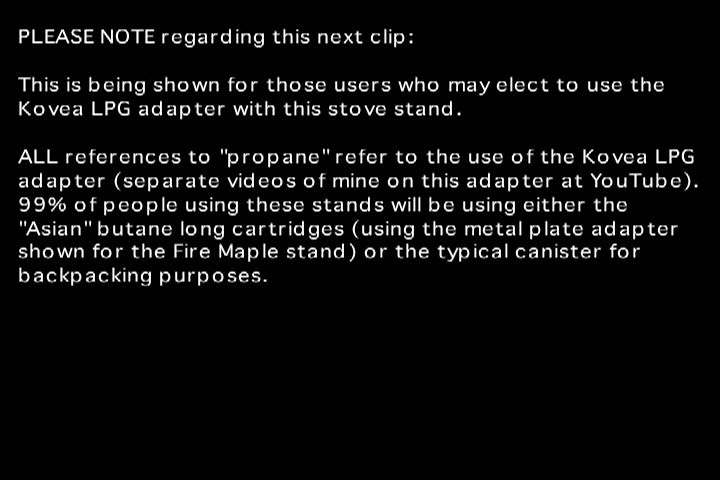 PLEASE NOTE regarding this next clip:
This is being shown for those users who may elect to use the
Kovea LPG adapter with this stove stand.
ALL references to "propane" refer to the use of the Kovea LPG
adapter (separate videos of mine on this adapter at YouTube).
99% of people using these stands will be using either the
"Asian" butane long cartridges (using the metal plate adapter
shown for the Fire Maple stand) or the typical canister for
backpacking purposes.